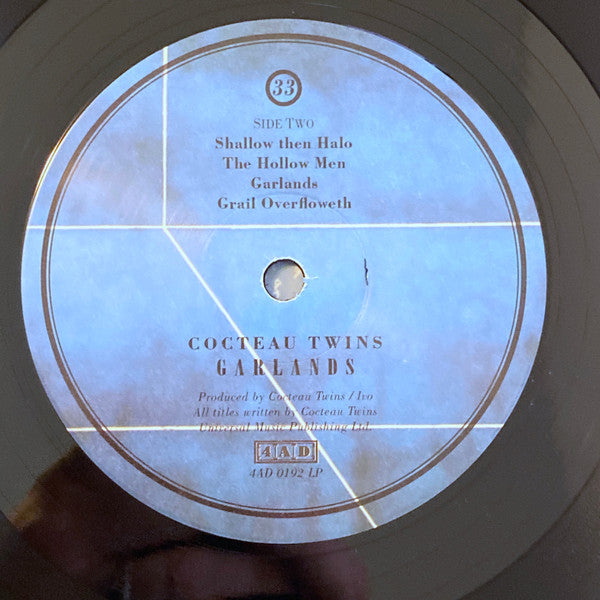 33
SIDE TWO
Shallow then Halo
The Hollow Men
Garlands
Grail Overfloweth
COCTEAU TWINS
GARLANDS
Produced by Cocteau Twins / Ivo
All titles written by Cocteau Twins
Universal Music Publishing Ltd.
4AD
4AD 0192 LP